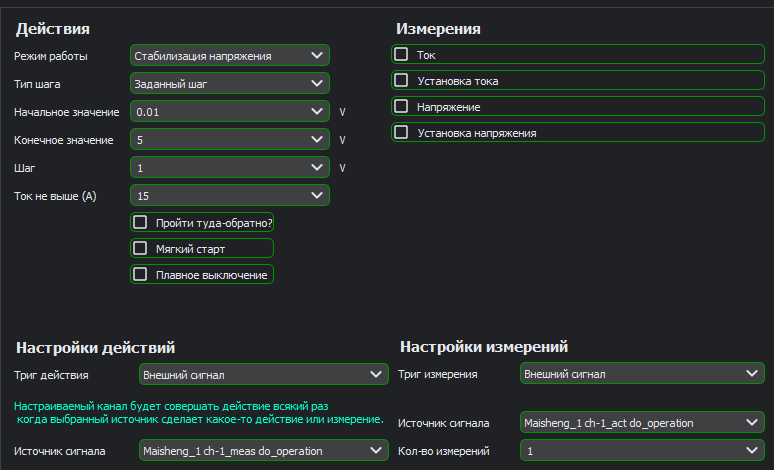 Действия
Режим работы Стабилизация напряжения
Тип шага Заданный шаг
Начальное значение 0.01 V
Конечное значение 5 V
Шаг 1 V
Ток не выше (А) 15
Пройти туда-обратно?
Мягкий старт
Плавное выключение
Измерения
Ток
Установка тока
Напряжение
Установка напряжения
Настройки действий
Триг действия Внешний сигнал
Настраиваемый канал будет совершать действие всякий раз
когда выбранный источник сделает какое-то действие или измерение.
Источник сигнала Maisheng_1 ch-1_meas do_operation
Настройки измерений
Триг измерения Внешний сигнал
Источник сигнала Maisheng_1 ch-1_act do_operation
Кол-во измерений 1